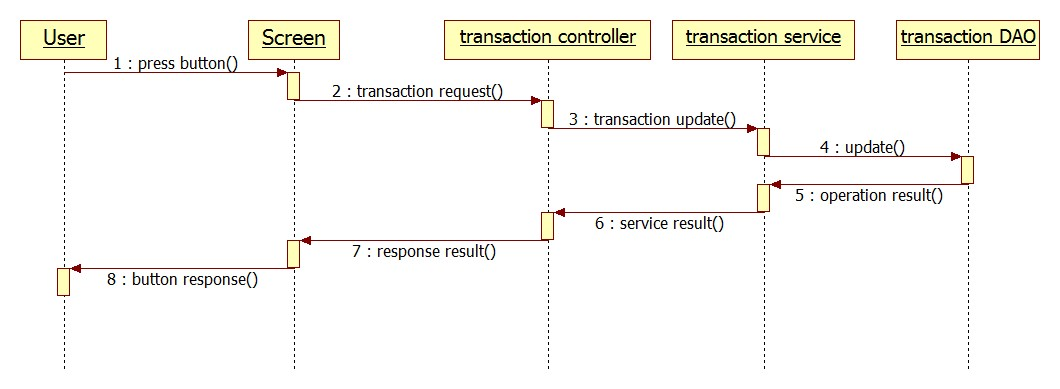 User
Screen
transaction controller
transaction service
transaction DAO
1 : press button()
2 : transaction request()
3 : transaction update()
4 : update()
5 : operation result()
6 : service result()
7 : response result()
8 : button response()